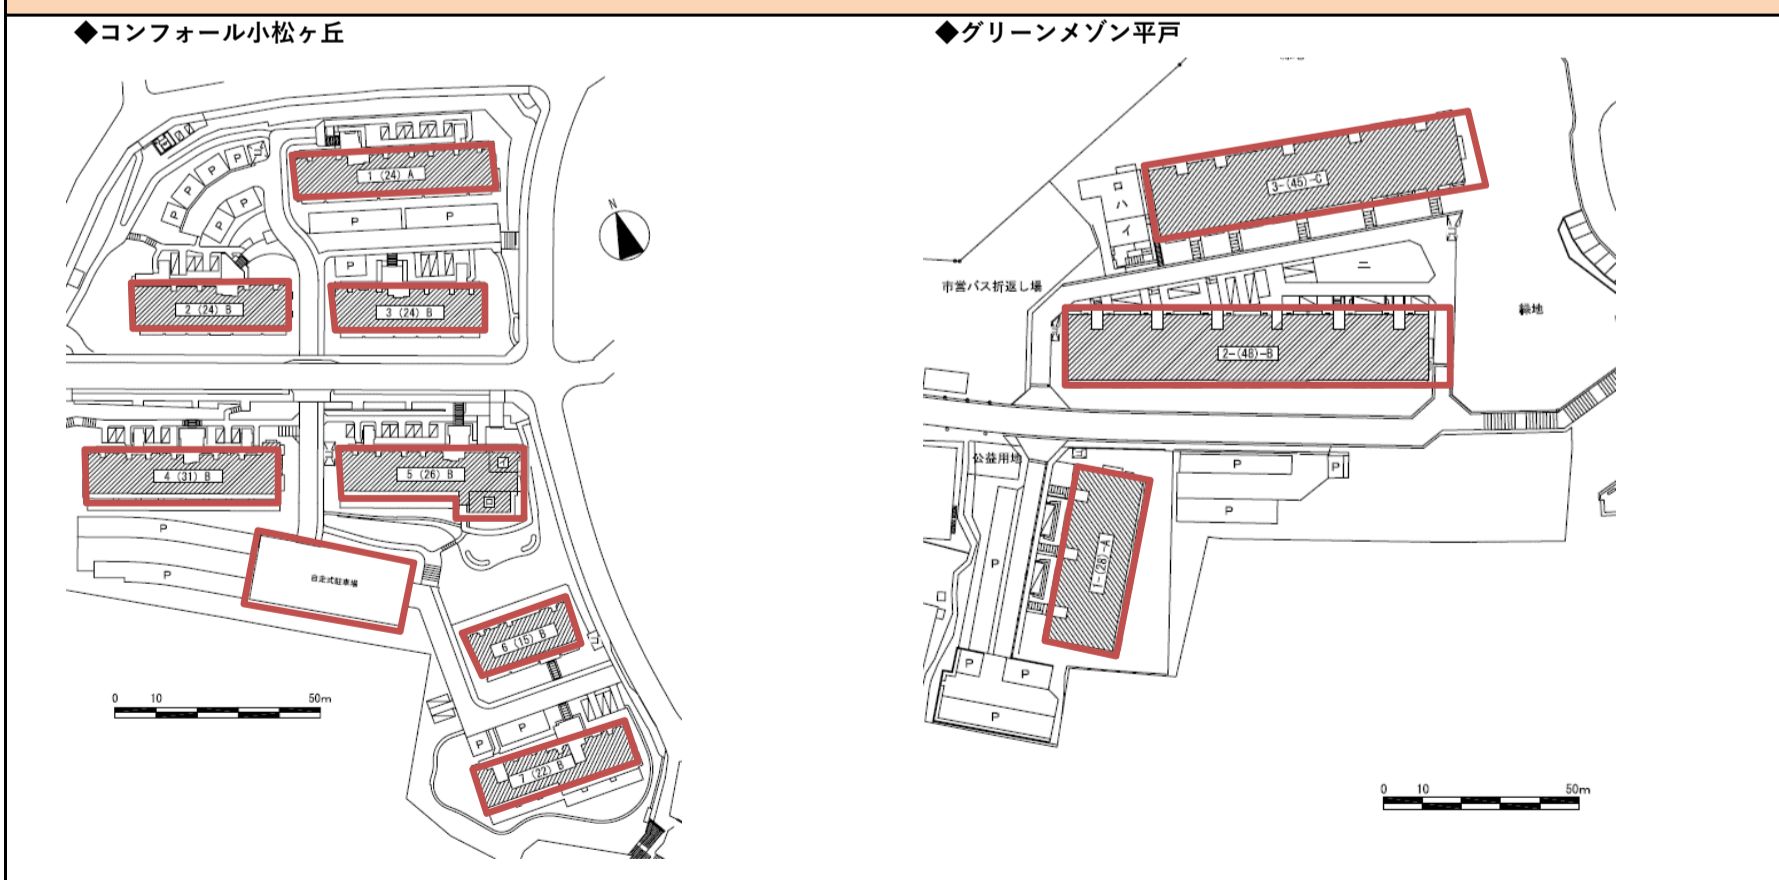 ◆コンフォール小松ヶ丘
1 (24) A
P
P
P
P
P
P
P
P
N
P
2 (24) B
3 (24) B
4 (31) B
5 (26) B
イ
ロ
P
P
自走式駐車場
6 (15) B
0 10 50m
P
P
7 (22) B
◆グリーンメゾン平戸
3-(45)-C
ロ
ハ
イ
ニ
市営バス折返し場
緑地
2-(48)-B
公益用地
P
P
P
P
1-(28)-A
P
P
P
0 10 50m